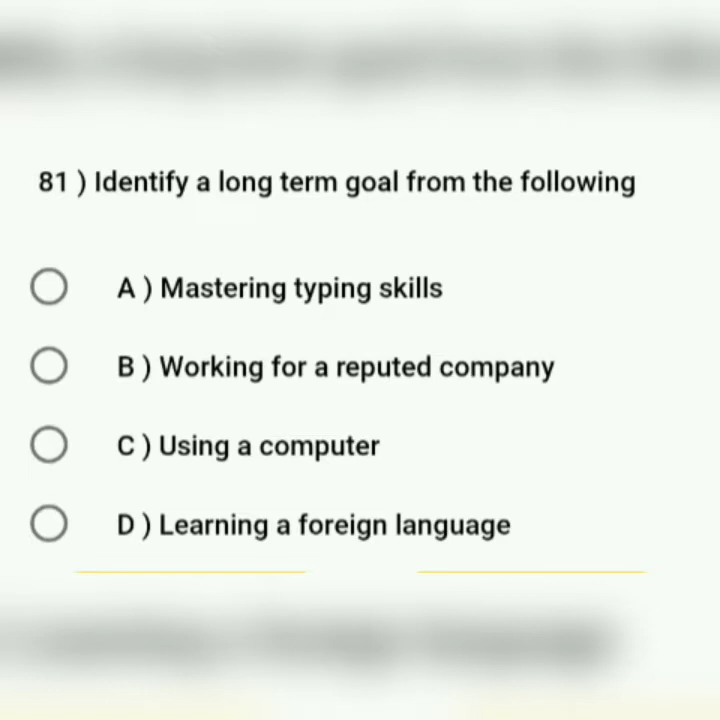 81 ) Identify a long term goal from the following
A ) Mastering typing skills
B ) Working for a reputed company
C ) Using a computer
D ) Learning a foreign language